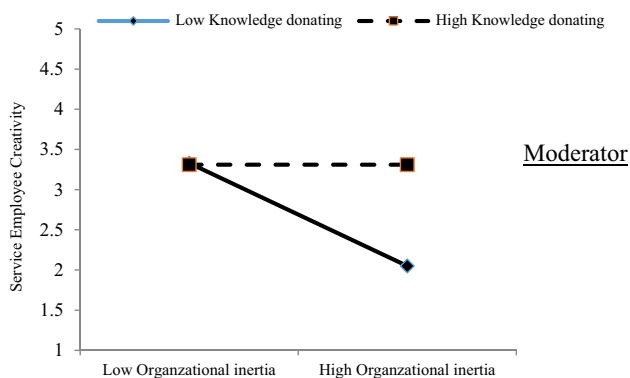 Low Knowledge donating
High Knowledge donating
5
4.5
4
3.5
3
2.5
2
1.5
1
Service Employee Creativity
Moderator
Low Organzational inertia
High Organzational inertia